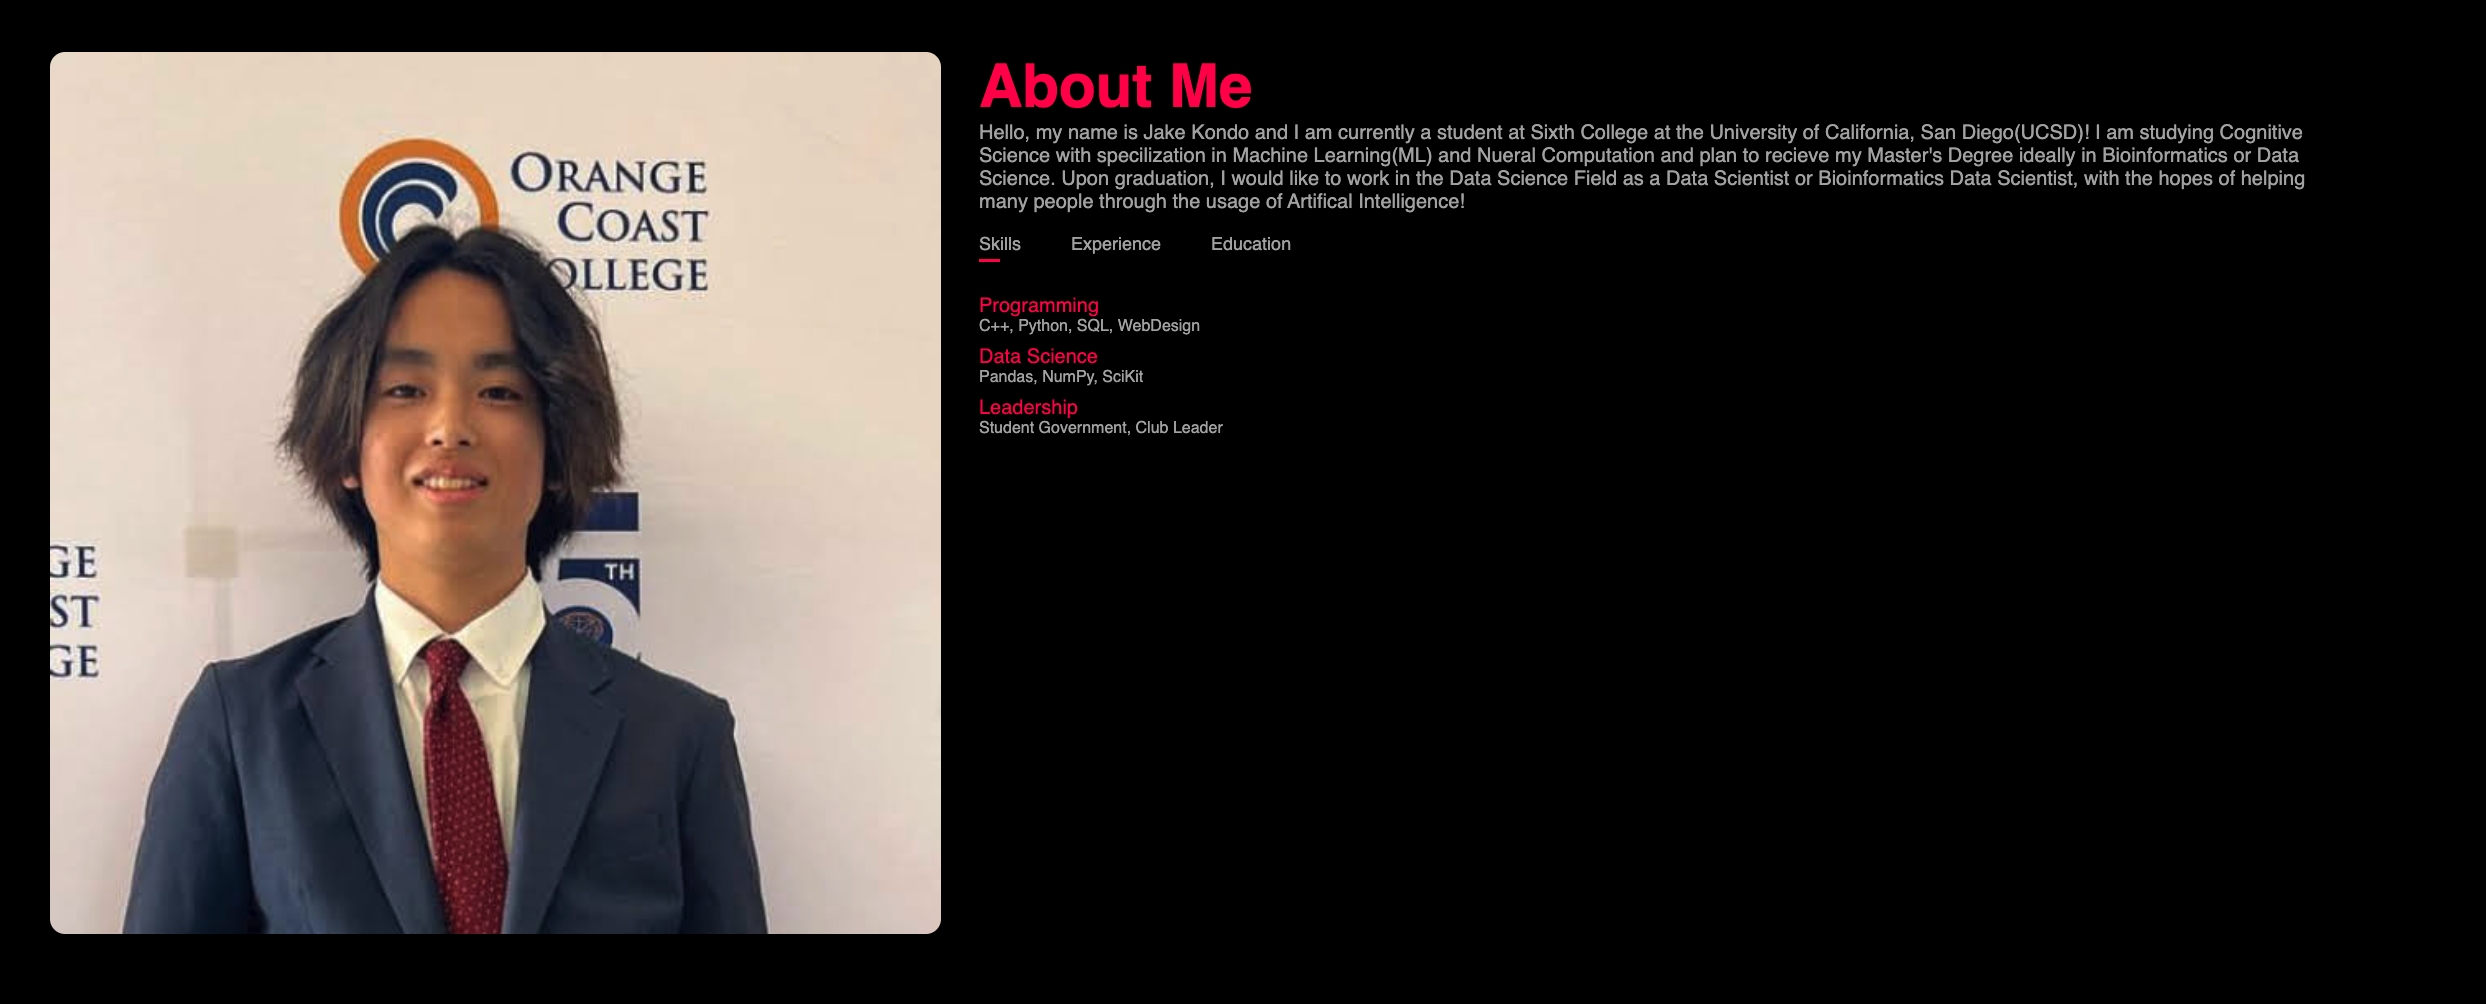 ORANGE
COAST
OLLEGE
GE
ST
GE
TH
About Me
Hello, my name is Jake Kondo and I am currently a student at Sixth College at the University of California, San Diego(UCSD)! I am studying Cognitive
Science with specilization in Machine Learning(ML) and Nueral Computation and plan to recieve my Master's Degree ideally in Bioinformatics or Data
Science. Upon graduation, I would like to work in the Data Science Field as a Data Scientist or Bioinformatics Data Scientist, with the hopes of helping
many people through the usage of Artifical Intelligence!
Skills Experience Education
Programming
C++, Python, SQL, WebDesign
Data Science
Pandas, NumPy, SciKit
Leadership
Student Government, Club Leader